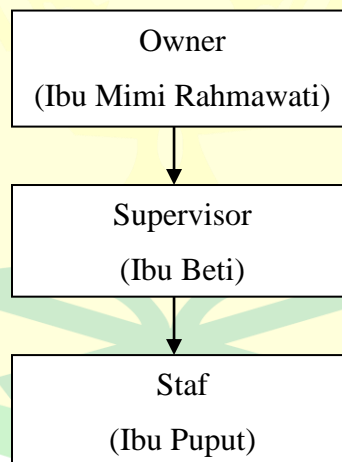 Owner
(Ibu Mimi Rahmawati)
Supervisor
(Ibu Beti)
Staf
(Ibu Puput)